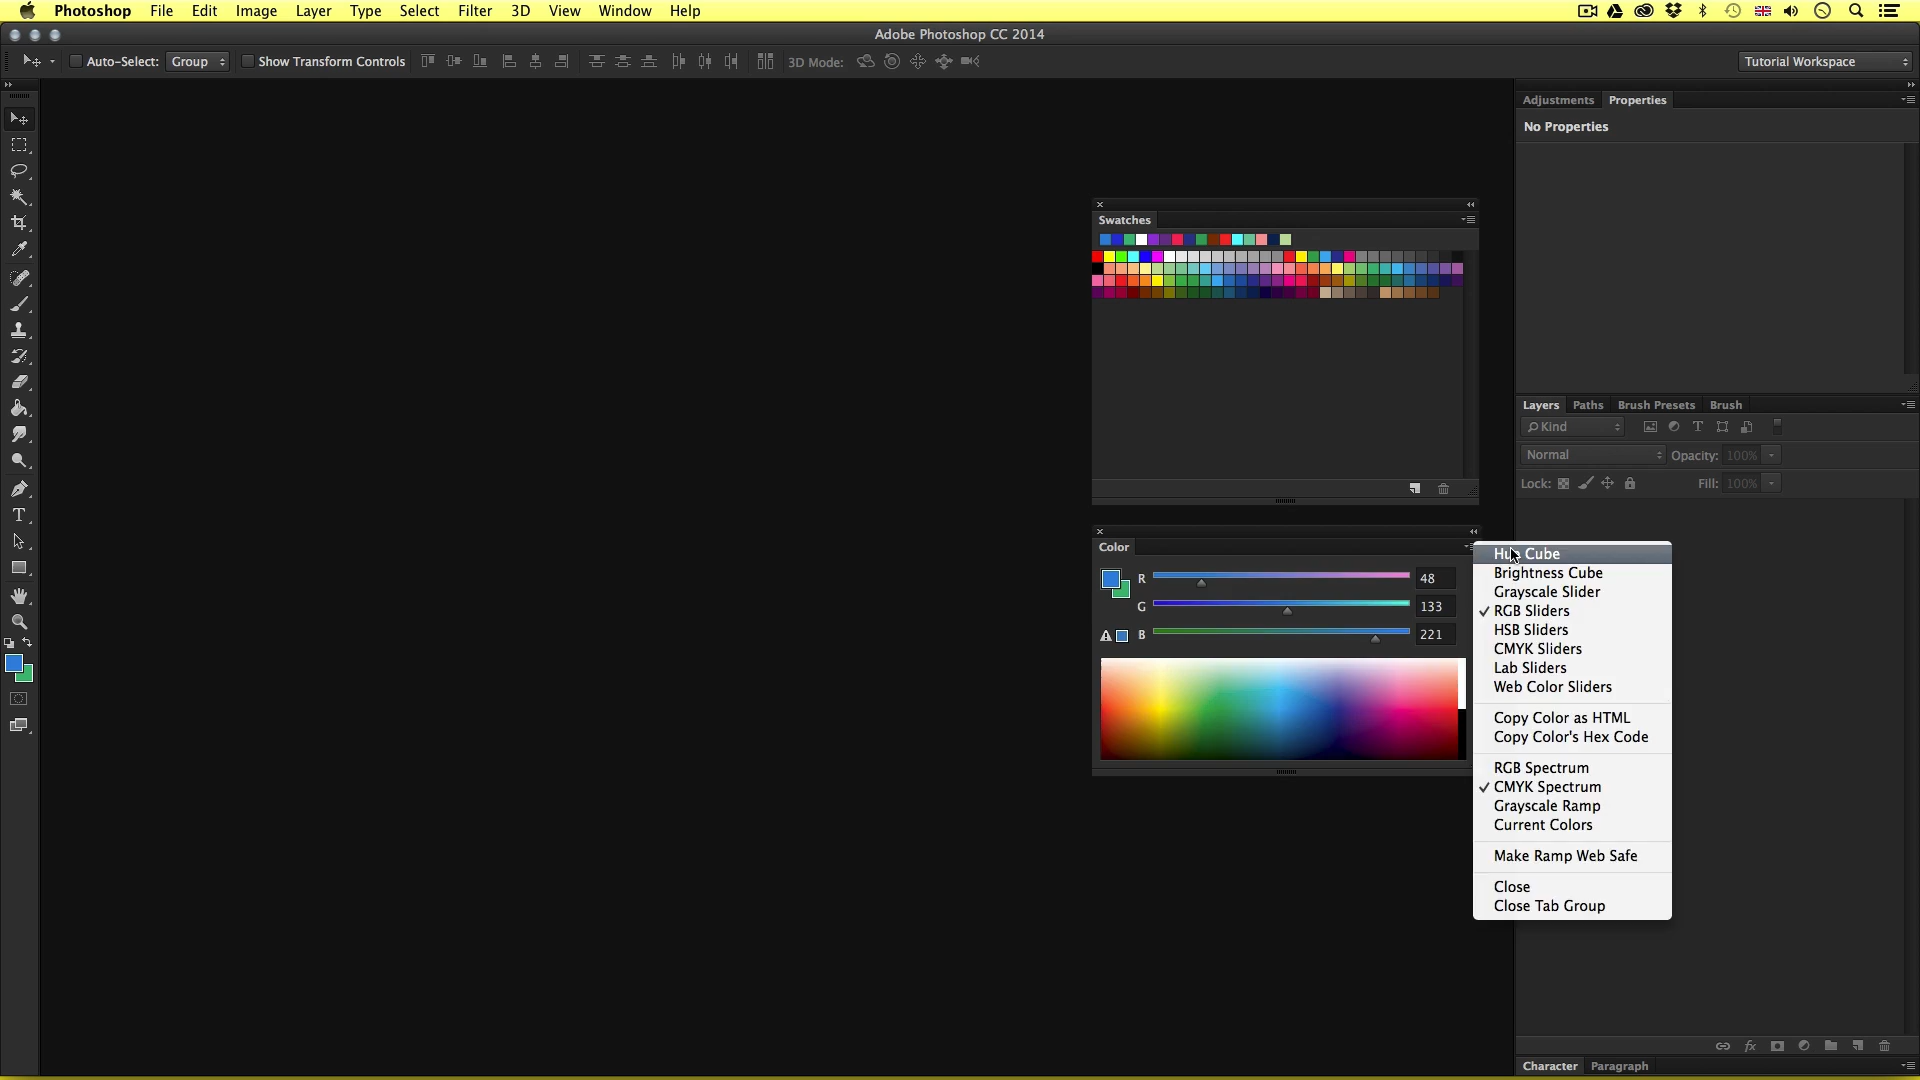 Photoshop File Edit Image Layer Type Select Filter 3D View Window Help
Adobe Photoshop CC 2014
Auto-Select: Group Show Transform Controls 3D Mode: Tutorial Workspace
Adjustments Properties
No Properties
Swatches
Layers Paths Brush Presets Brush
Kind
Normal Opacity: 100%
Lock: Fill: 100%
Color
R 48
G 133
B 221
Hue Cube
Brightness Cube
Grayscale Slider
RGB Sliders
HSB Sliders
CMYK Sliders
Lab Sliders
Web Color Sliders
Copy Color as HTML
Copy Color's Hex Code
RGB Spectrum
CMYK Spectrum
Grayscale Ramp
Current Colors
Make Ramp Web Safe
Close
Close Tab Group
Character Paragraph